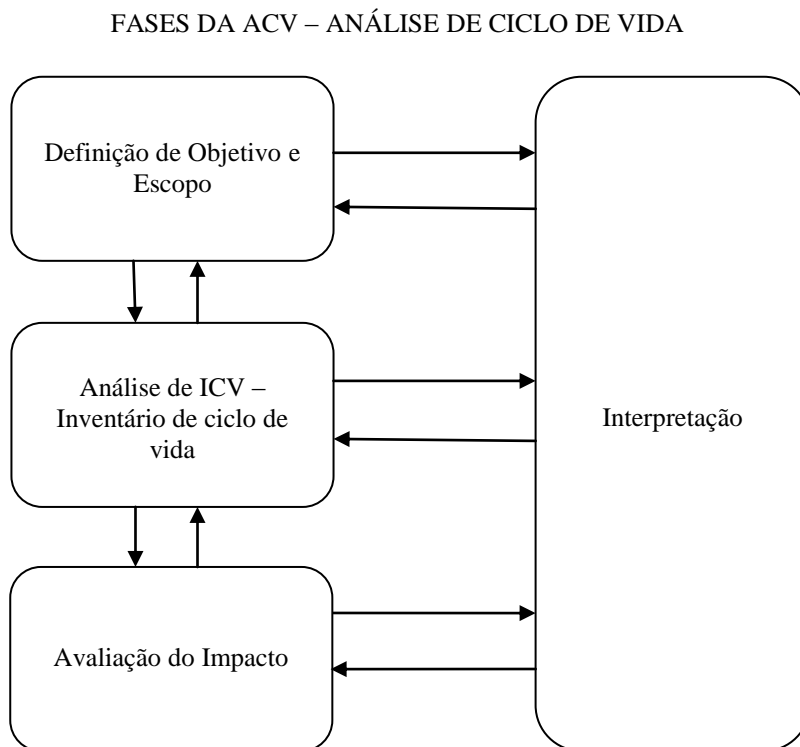 FASES DA ACV – ANÁLISE DE CICLO DE VIDA
Definição de Objetivo e
Escopo
Análise de ICV –
Inventário de ciclo de
vida
Interpretação
Avaliação do Impacto